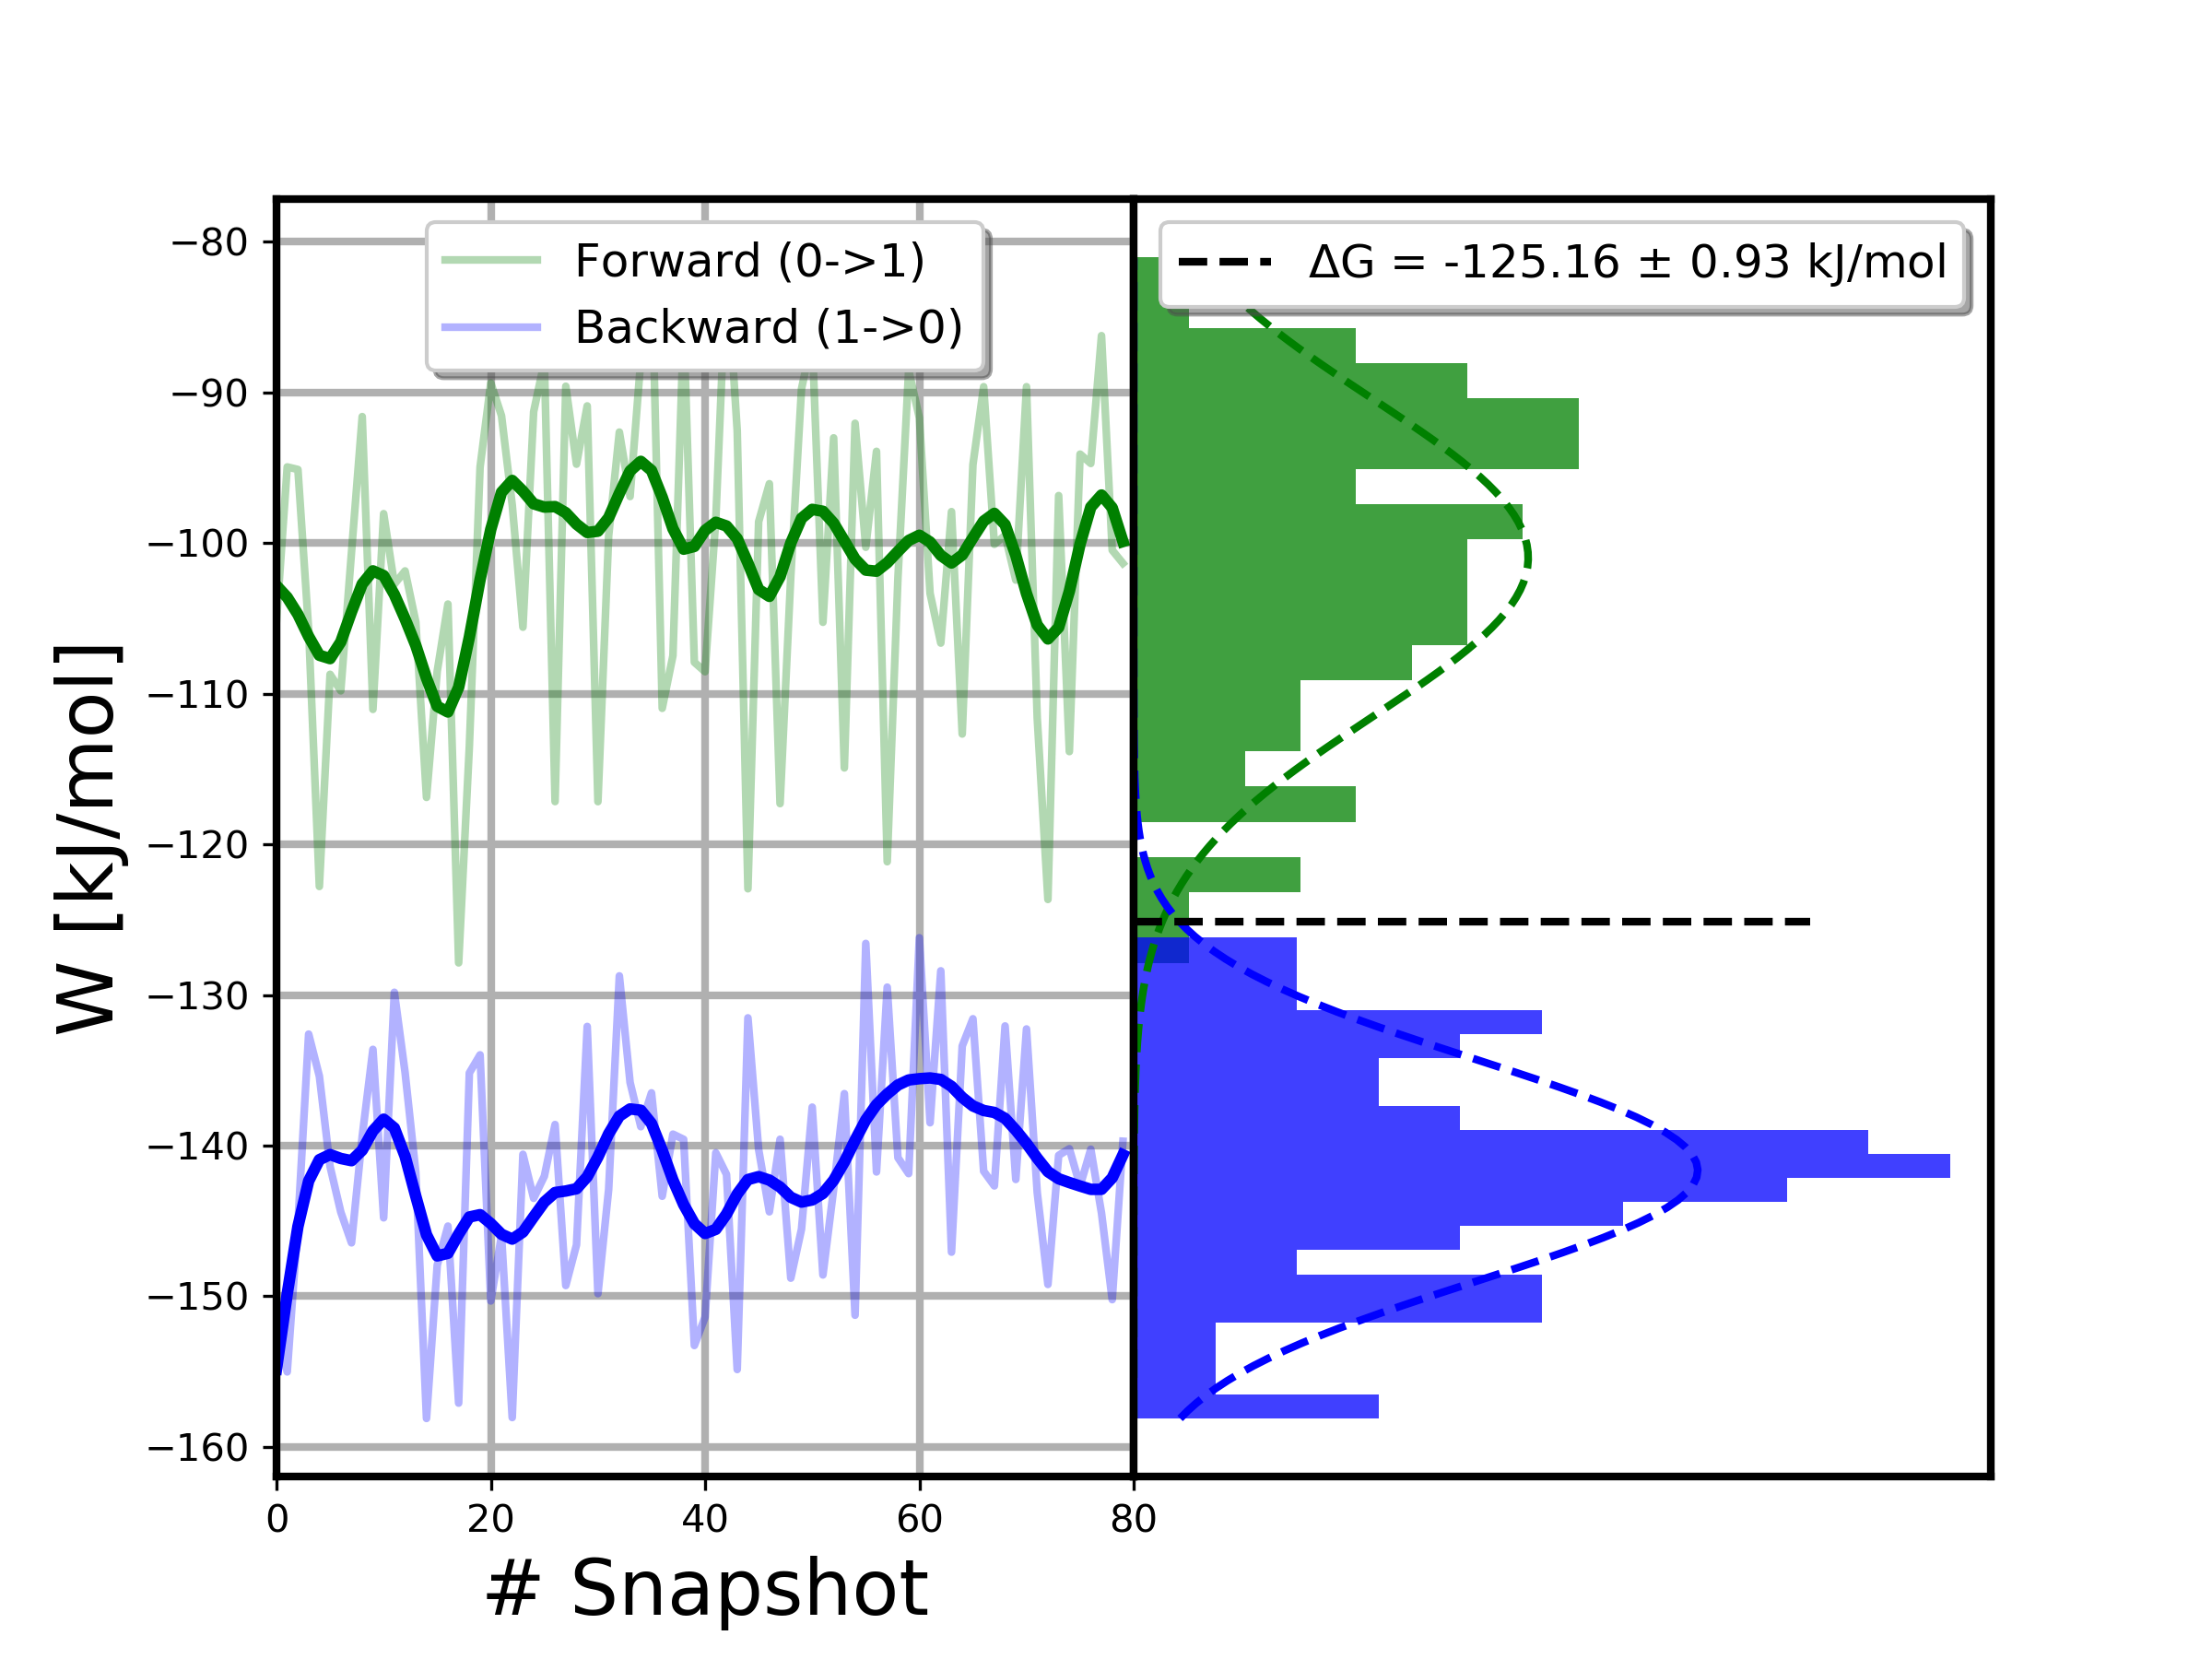 Forward (0->1)
Backward (1->0)
ΔG = -125.16 ± 0.93 kJ/mol
W [kJ/mol]
−80
−90
−100
−110
−120
−130
−140
−150
−160
0 20 40 60 80
# Snapshot